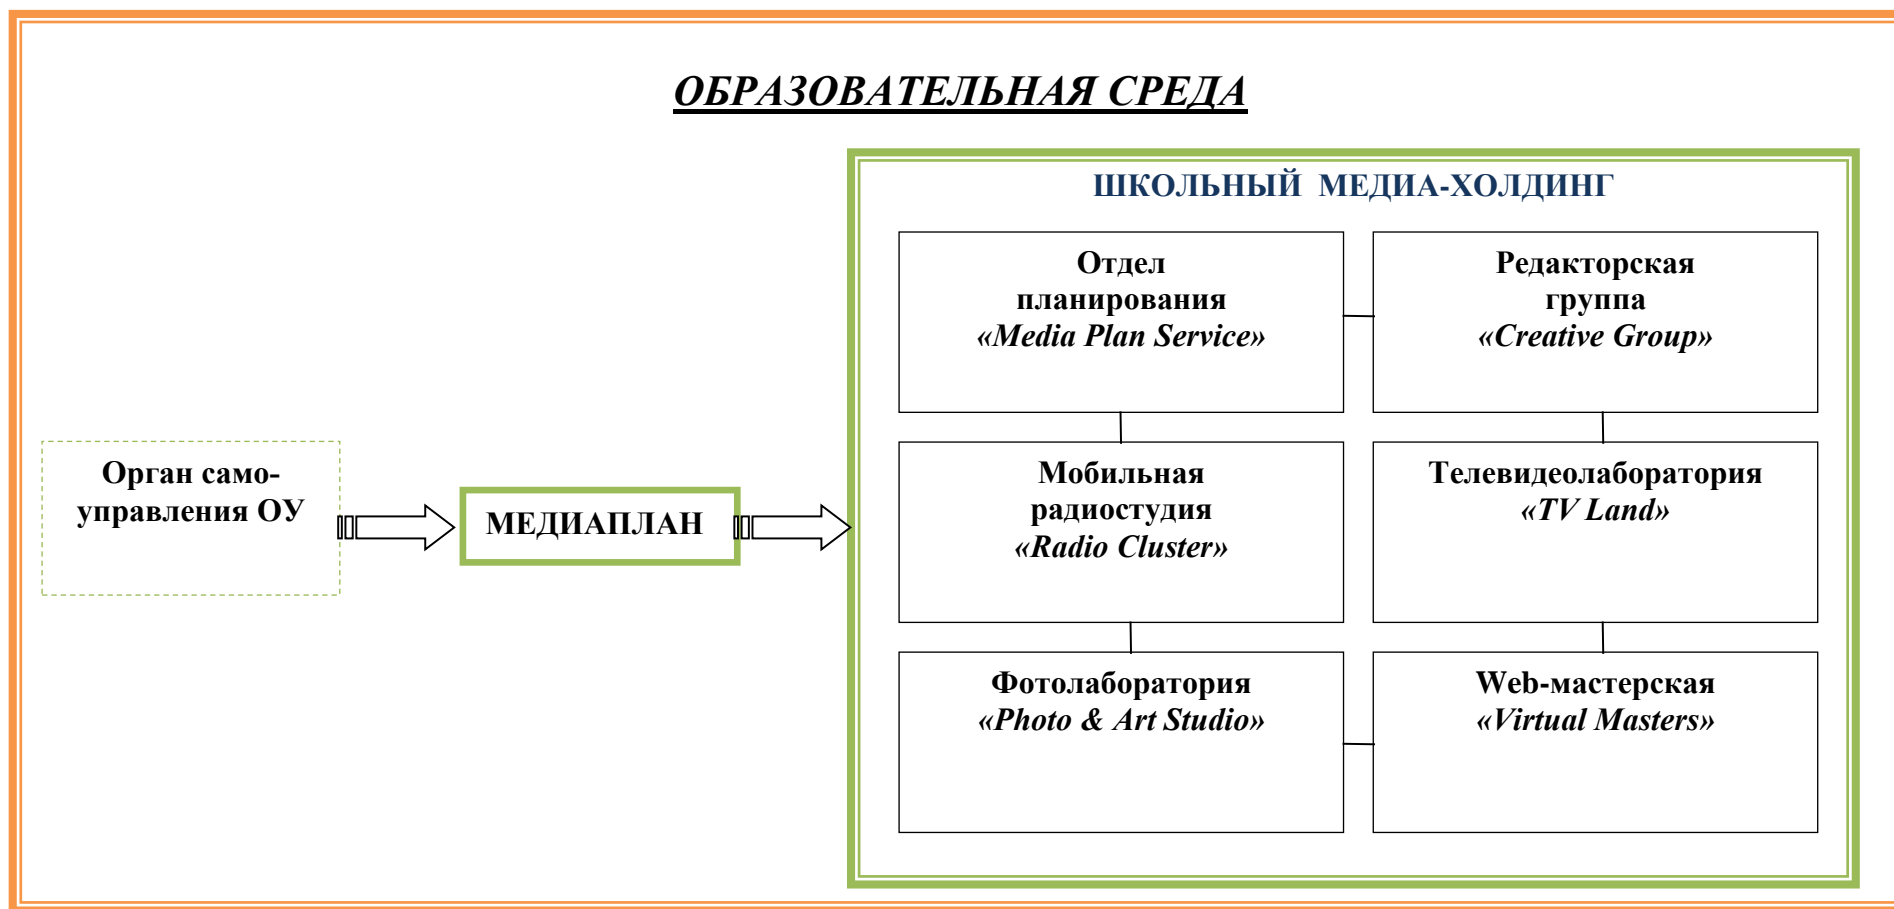 ОБРАЗОВАТЕЛЬНАЯ СРЕДА
Орган само-
управления ОУ
МЕДИАПЛАН
ШКОЛЬНЫЙ МЕДИА-ХОЛДИНГ
Отдел
планирования
«Media Plan Service»
Редакторская
группа
«Creative Group»
Мобильная
радиостудия
«Radio Cluster»
Телевидеолаборатория
«TV Land»
Фотолаборатория
«Photo & Art Studio»
Web-мастерская
«Virtual Masters»